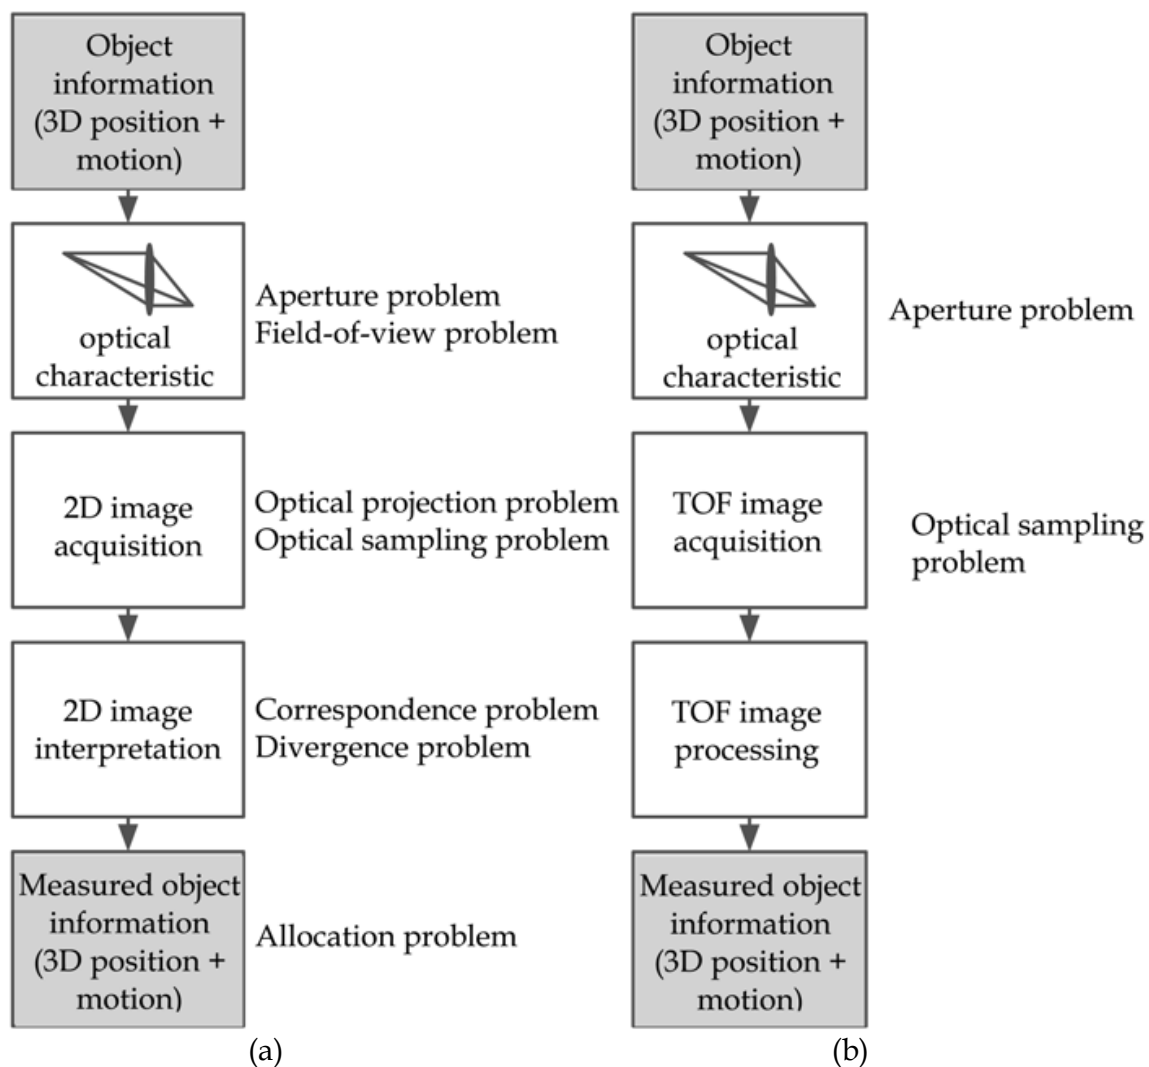 Object
information
(3D position +
motion)
optical
characteristic
Aperture problem
Field-of-view problem
2D image
acquisition
Optical projection problem
Optical sampling problem
2D image
interpretation
Correspondence problem
Divergence problem
Measured object
information
(3D position +
motion)
Allocation problem
(a)
Object
information
(3D position +
motion)
optical
characteristic
Aperture problem
TOF image
acquisition
Optical sampling
problem
TOF image
processing
Measured object
information
(3D position +
motion)
(b)